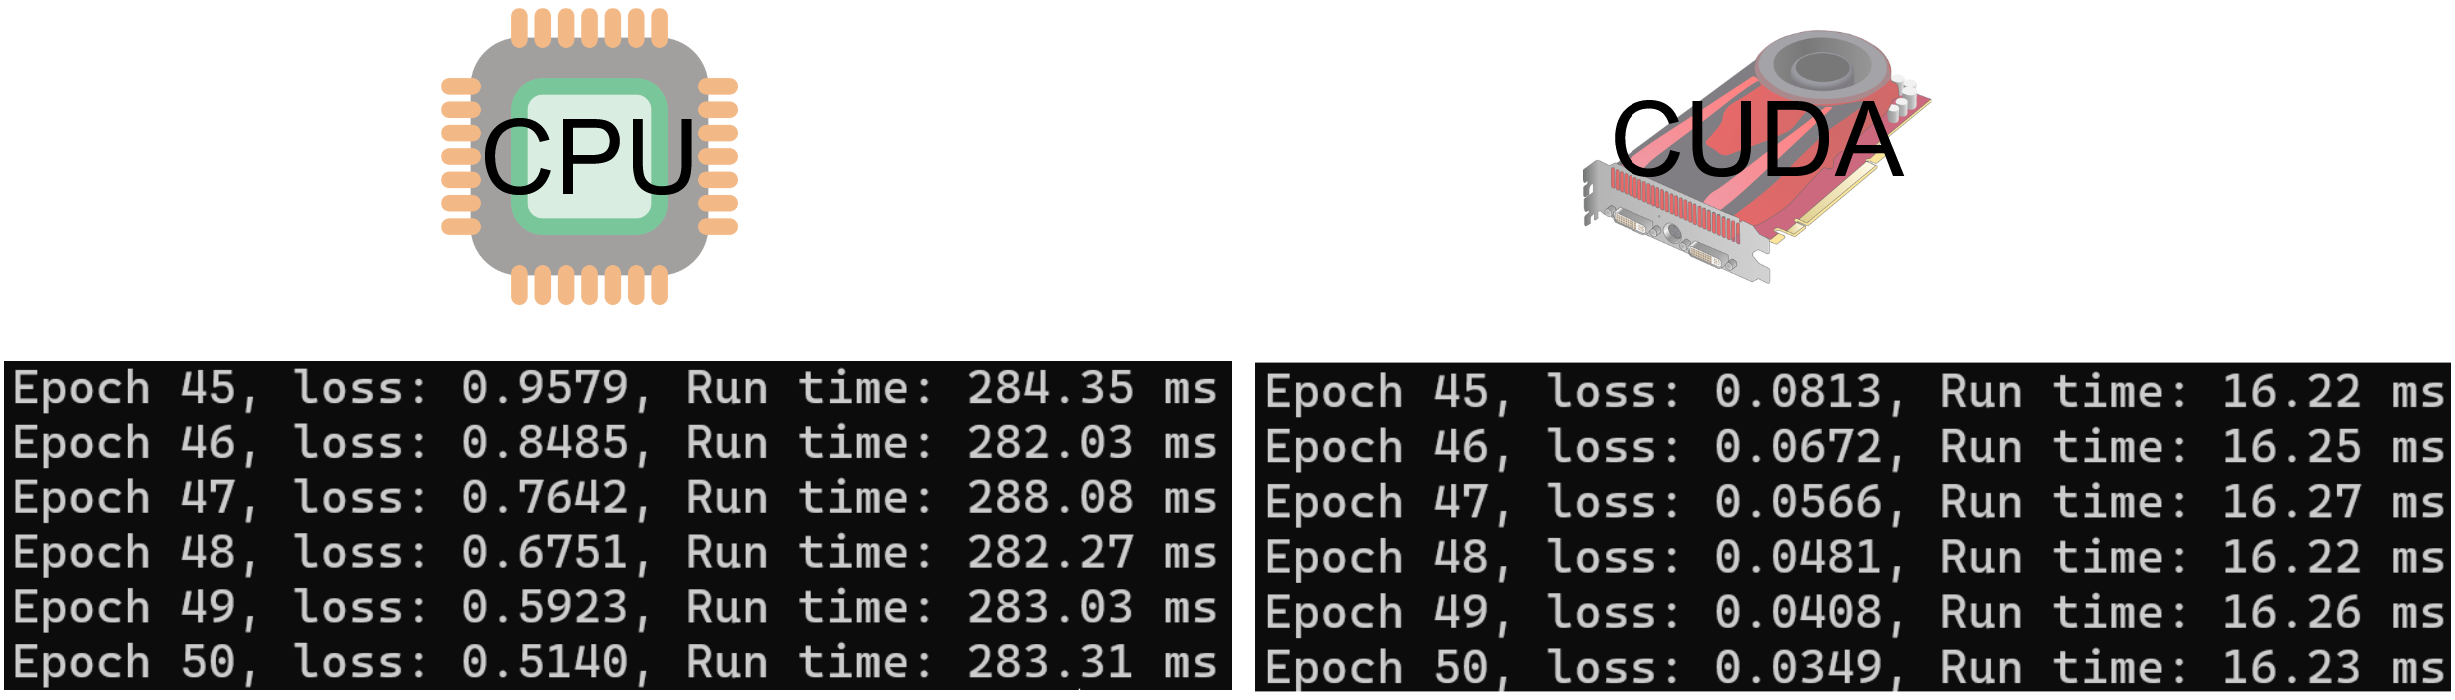 CPU
CUDA
Epoch 45, loss: 0.9579, Run time: 284.35 ms
Epoch 46, loss: 0.8485, Run time: 282.03 ms
Epoch 47, loss: 0.7642, Run time: 288.08 ms
Epoch 48, loss: 0.6751, Run time: 282.27 ms
Epoch 49, loss: 0.5923, Run time: 283.03 ms
Epoch 50, loss: 0.5140, Run time: 283.31 ms
Epoch 45, loss: 0.0813, Run time: 16.22 ms
Epoch 46, loss: 0.0672, Run time: 16.25 ms
Epoch 47, loss: 0.0566, Run time: 16.27 ms
Epoch 48, loss: 0.0481, Run time: 16.22 ms
Epoch 49, loss: 0.0408, Run time: 16.26 ms
Epoch 50, loss: 0.0349, Run time: 16.23 ms